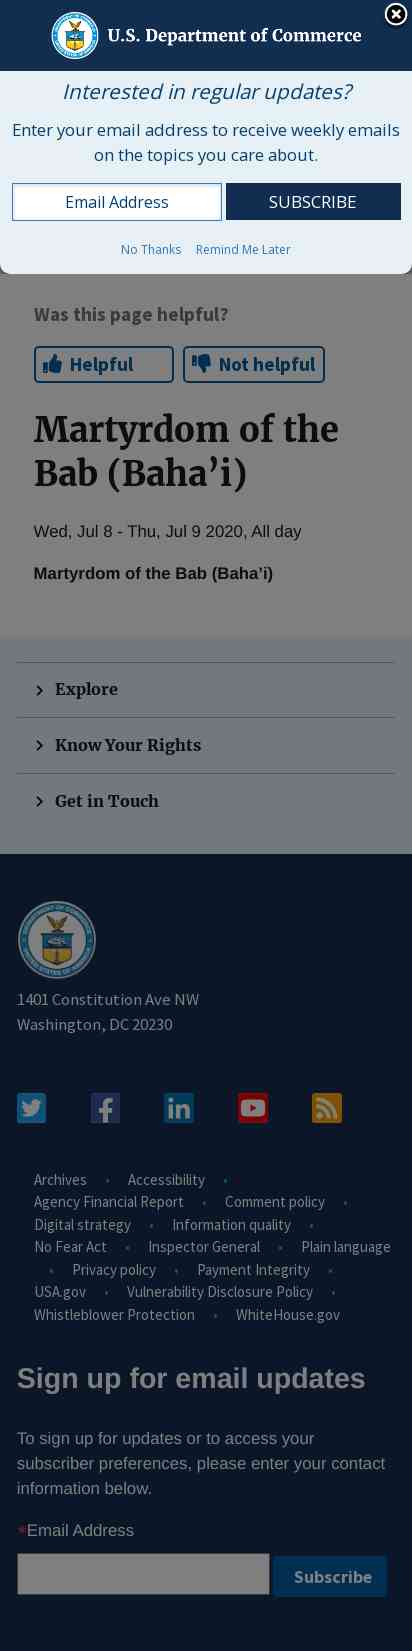 U.S. Department of Commerce
Interested in regular updates?
Enter your email address to receive weekly emails
on the topics you care about.
Email Address
SUBSCRIBE
No Thanks Remind Me Later
Was this page helpful?
Helpful
Not helpful
Martyrdom of the
Bab (Baha’i)
Wed, Jul 8 - Thu, Jul 9 2020, All day
Martyrdom of the Bab (Baha’i)
Explore
Know Your Rights
Get in Touch
1401 Constitution Ave NW
Washington, DC 20230
Archives • Accessibility •
Agency Financial Report • Comment policy •
Digital strategy • Information quality •
No Fear Act • Inspector General • Plain language
• Privacy policy • Payment Integrity •
USA.gov • Vulnerability Disclosure Policy •
Whistleblower Protection • WhiteHouse.gov
Sign up for email updates
To sign up for updates or to access your
subscriber preferences, please enter your contact
information below.
*Email Address
Subscribe